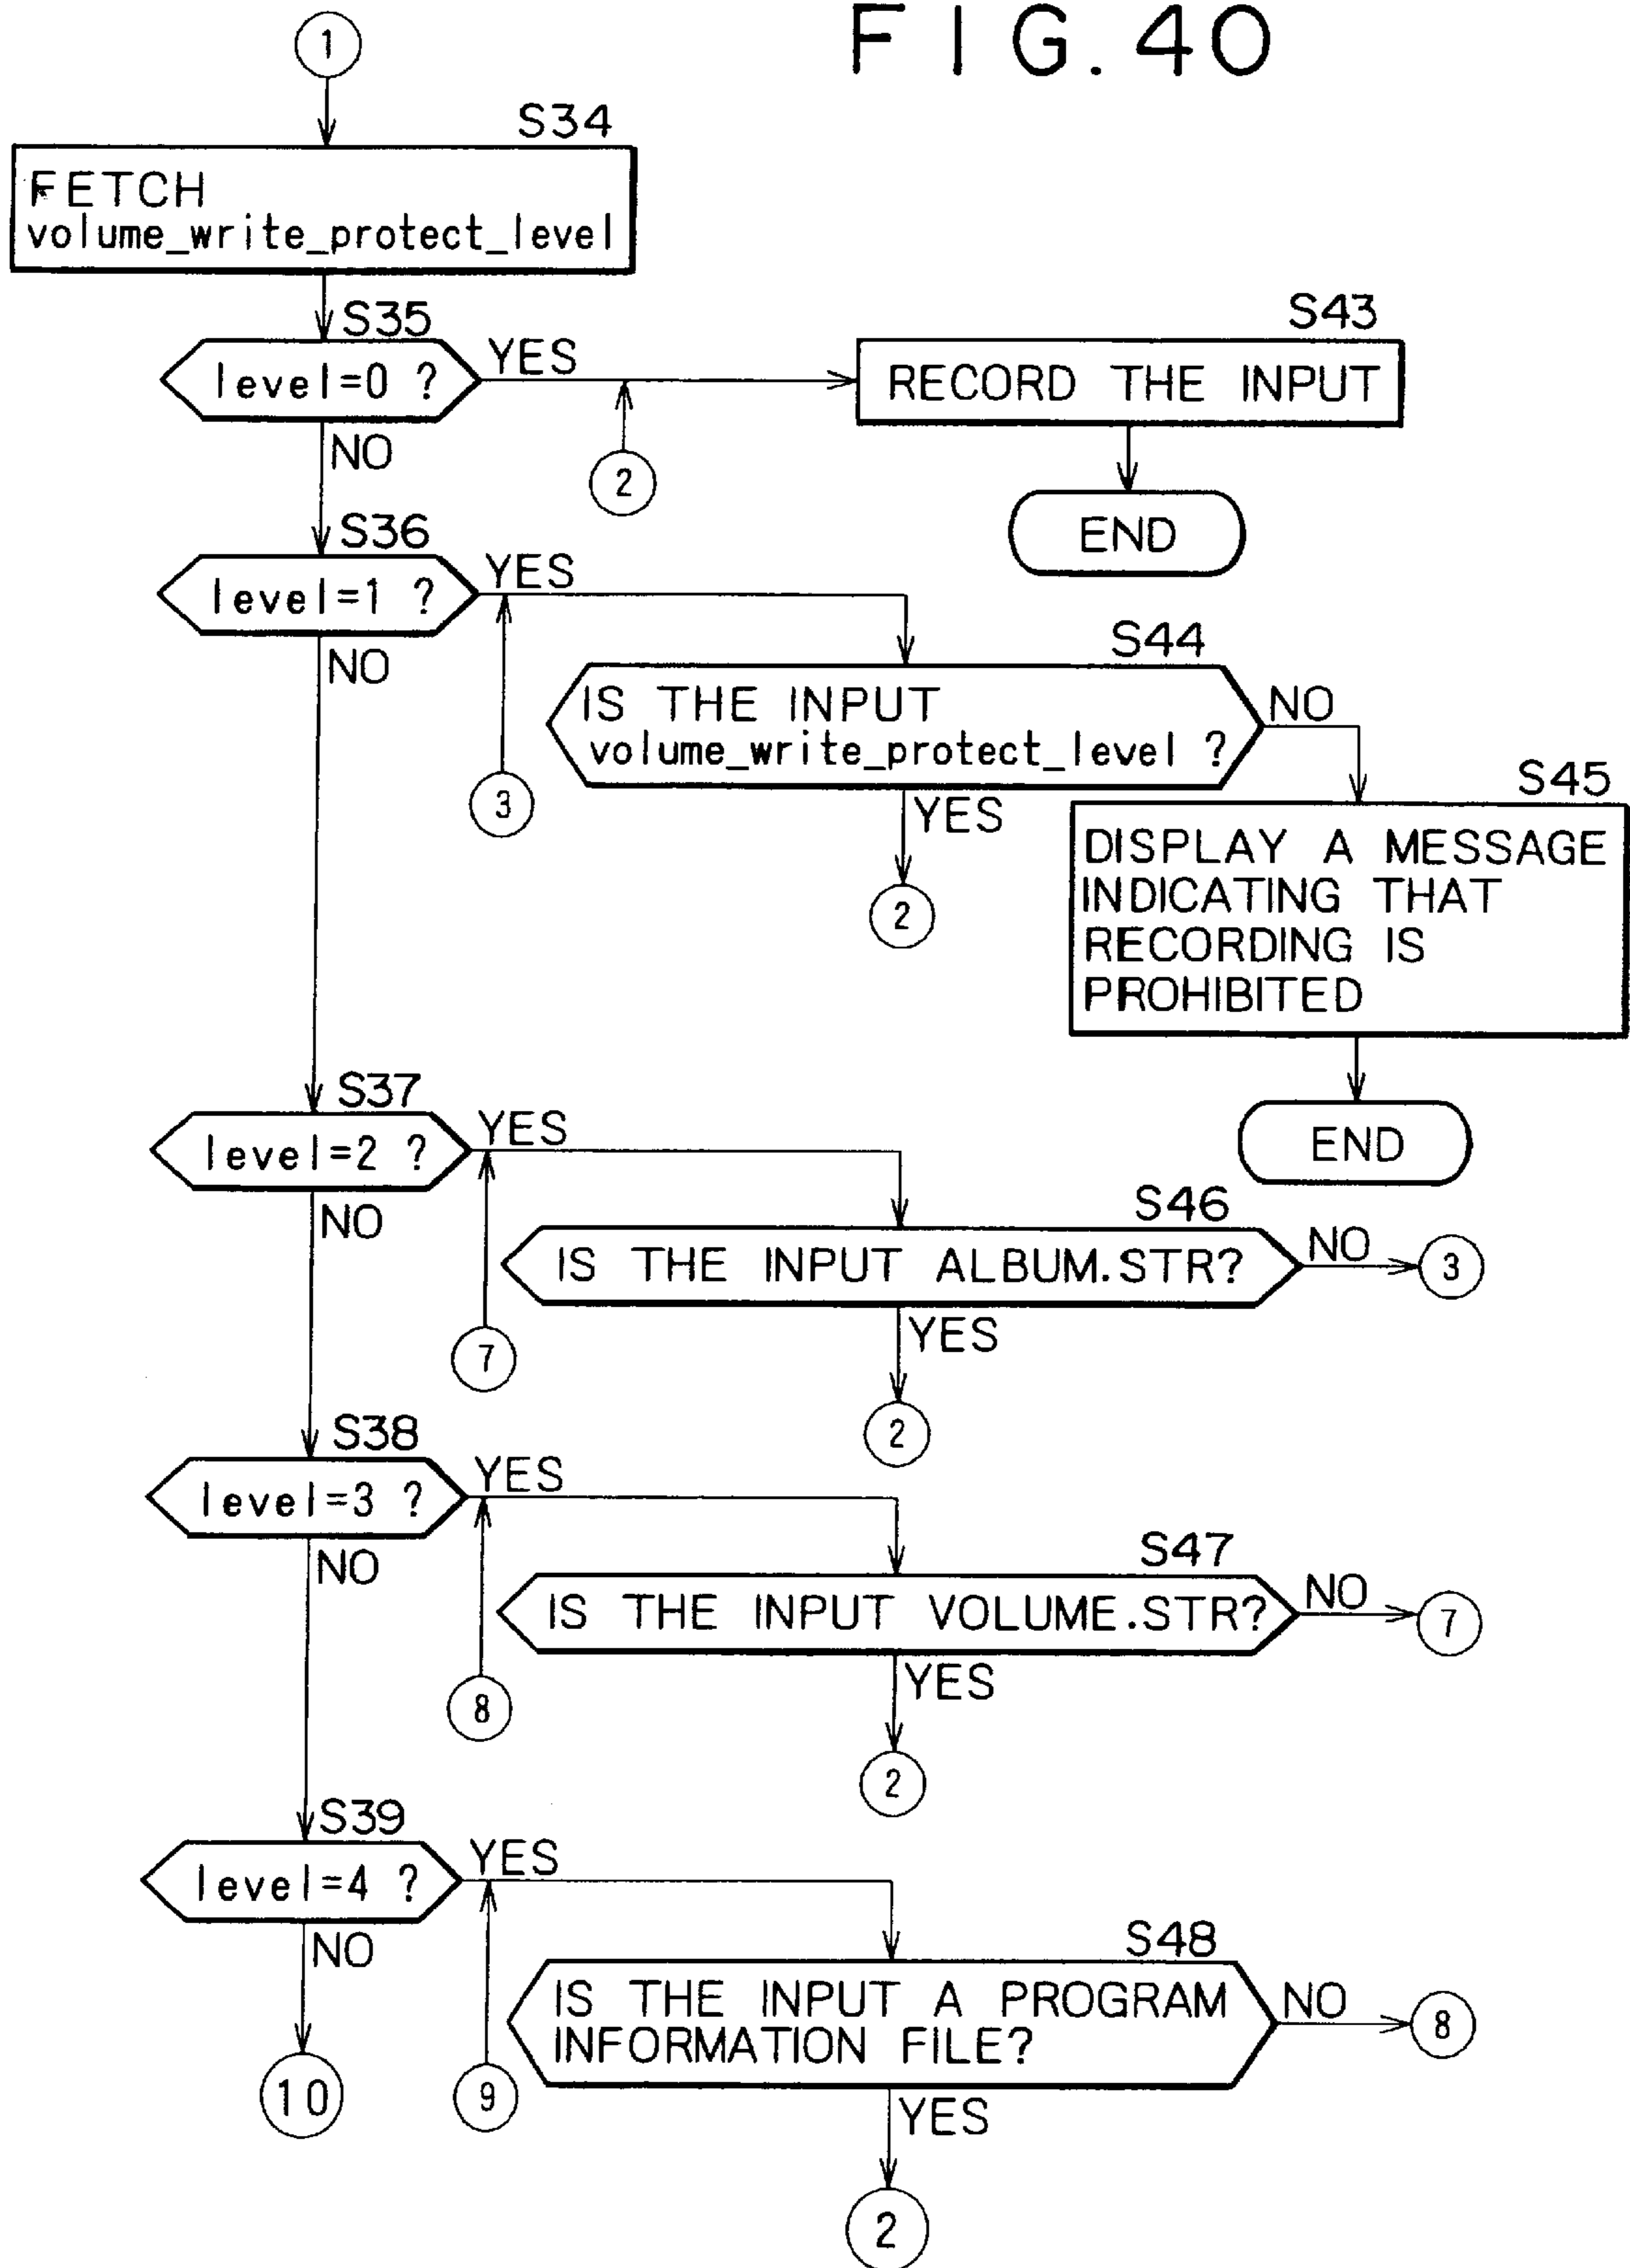 FIG.40
1
S34
FETCH
volume_write_protect_level
S35
level=0 ?
YES
NO
2
S43
RECORD THE INPUT
END
S36
level=1 ?
YES
NO
3
S44
IS THE INPUT
volume_write_protect_level ?
NO
YES
2
S45
DISPLAY A MESSAGE
INDICATING THAT
RECORDING IS
PROHIBITED
END
S37
level=2 ?
YES
NO
7
S46
IS THE INPUT ALBUM.STR?
NO
3
YES
2
S38
level=3 ?
YES
NO
8
S47
IS THE INPUT VOLUME.STR?
NO
7
YES
2
S39
level=4 ?
YES
NO
10
9
S48
IS THE INPUT A PROGRAM
INFORMATION FILE?
NO
8
YES
2